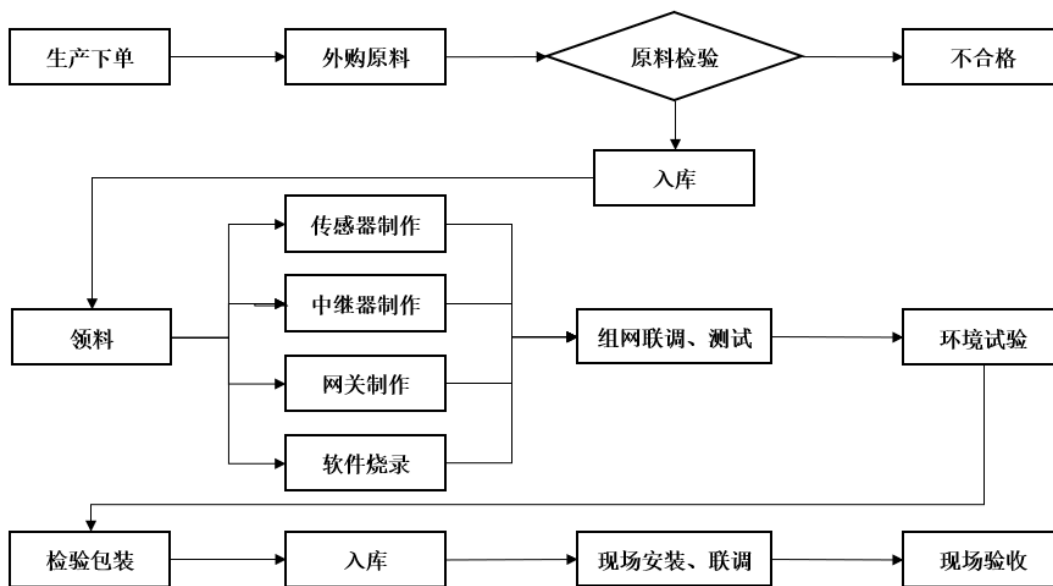 生产下单
外购原料
原料检验
不合格
入库
传感器制作
中继器制作
领料
组网联调、测试
环境试验
网关制作
软件烧录
检验包装
入库
现场安装、联调
现场验收